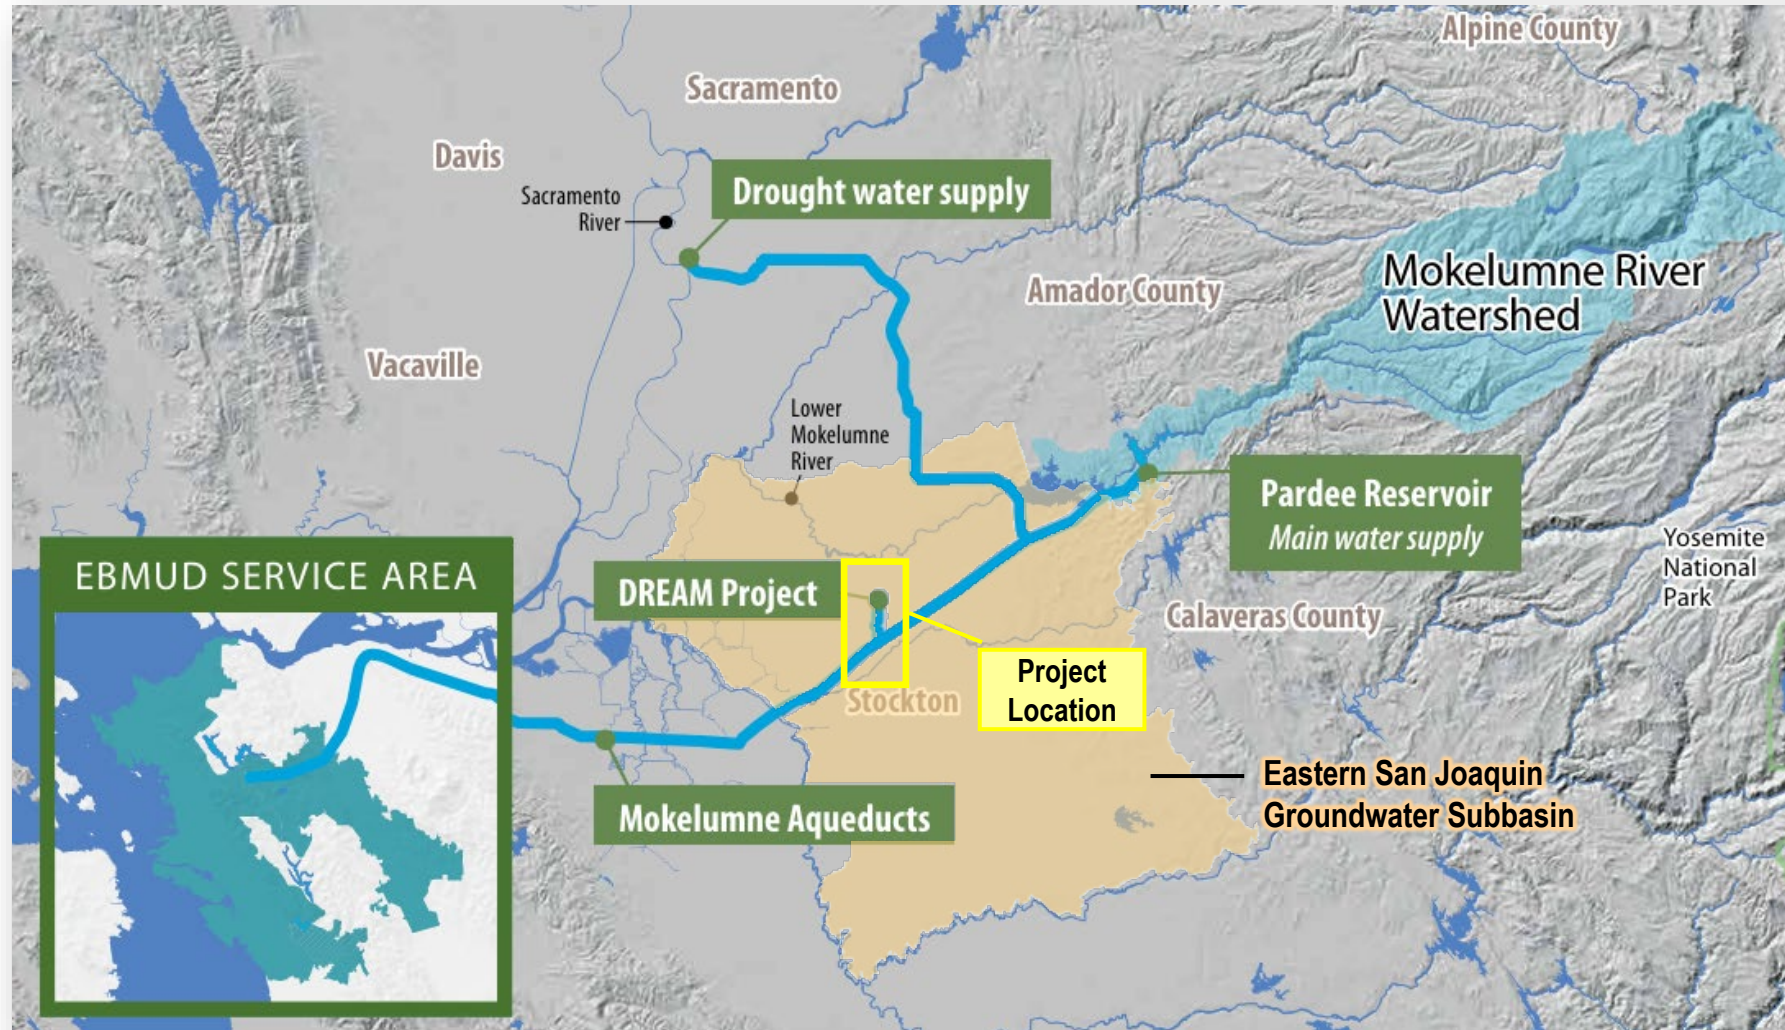 Alpine County
Sacramento
Davis
Sacramento
River
Drought water supply
Mokelumne River
Watershed
Amador County
Vacaville
Lower
Mokelumne
River
Pardee Reservoir
Main water supply
Yosemite
National
Park
EBMUD SERVICE AREA
DREAM Project
Calaveras County
Project
Location
Stockton
Eastern San Joaquin
Groundwater Subbasin
Mokelumne Aqueducts